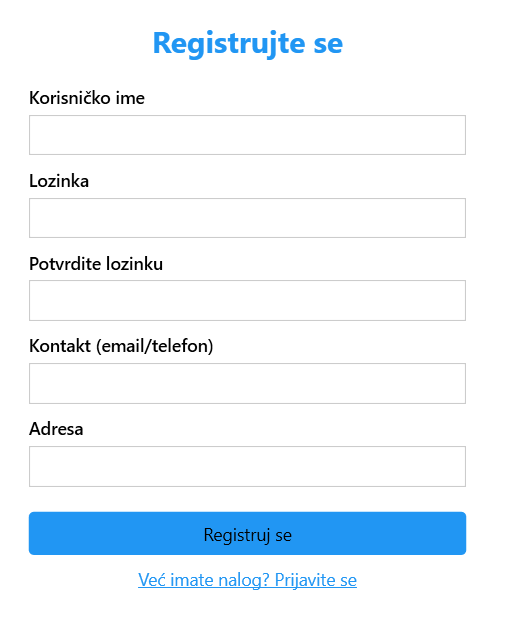 Registrujte se
Korisničko ime
Lozinka
Potvrdite lozinku
Kontakt (email/telefon)
Adresa
Registruj se
Već imate nalog? Prijavite se